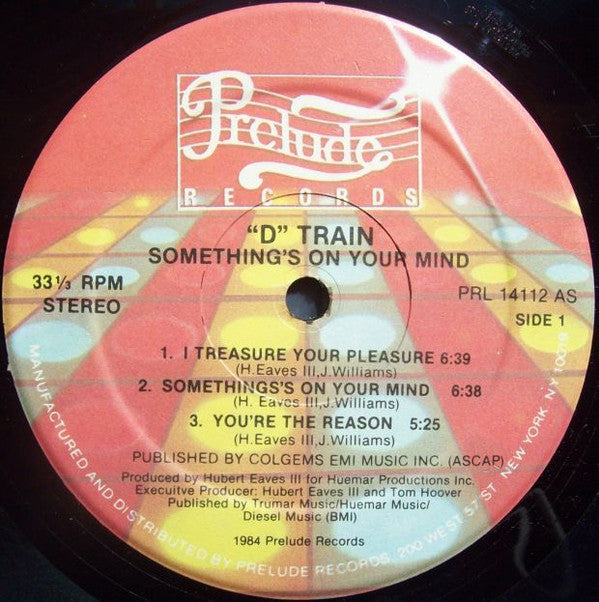 Prelude
RECORDS
"D" TRAIN
SOMETHING'S ON YOUR MIND
33⅓ RPM
STEREO
PRL 14112 AS
SIDE 1
1. I TREASURE YOUR PLEASURE 6:39
(H.Eaves III,J.Williams)
2. SOMETHINGS'S ON YOUR MIND 6:38
(H. Eaves III,J.Williams)
3. YOU'RE THE REASON 5:25
(H.Eaves III,J.Williams)
PUBLISHED BY COLGEMS EMI MUSIC INC. (ASCAP)
Produced by Hubert Eaves III for Huemar Productions Inc.
Execuitve Producer: Hubert Eaves III and Tom Hoover
Published by Trumar Music/Huemar Music/
Diesel Music (BMI)
1984 Prelude Records
MANUFACTURED AND DISTRIBUTED BY PRELUDE RECORDS, 200 WEST 57 ST. NEW YORK, NY 10019